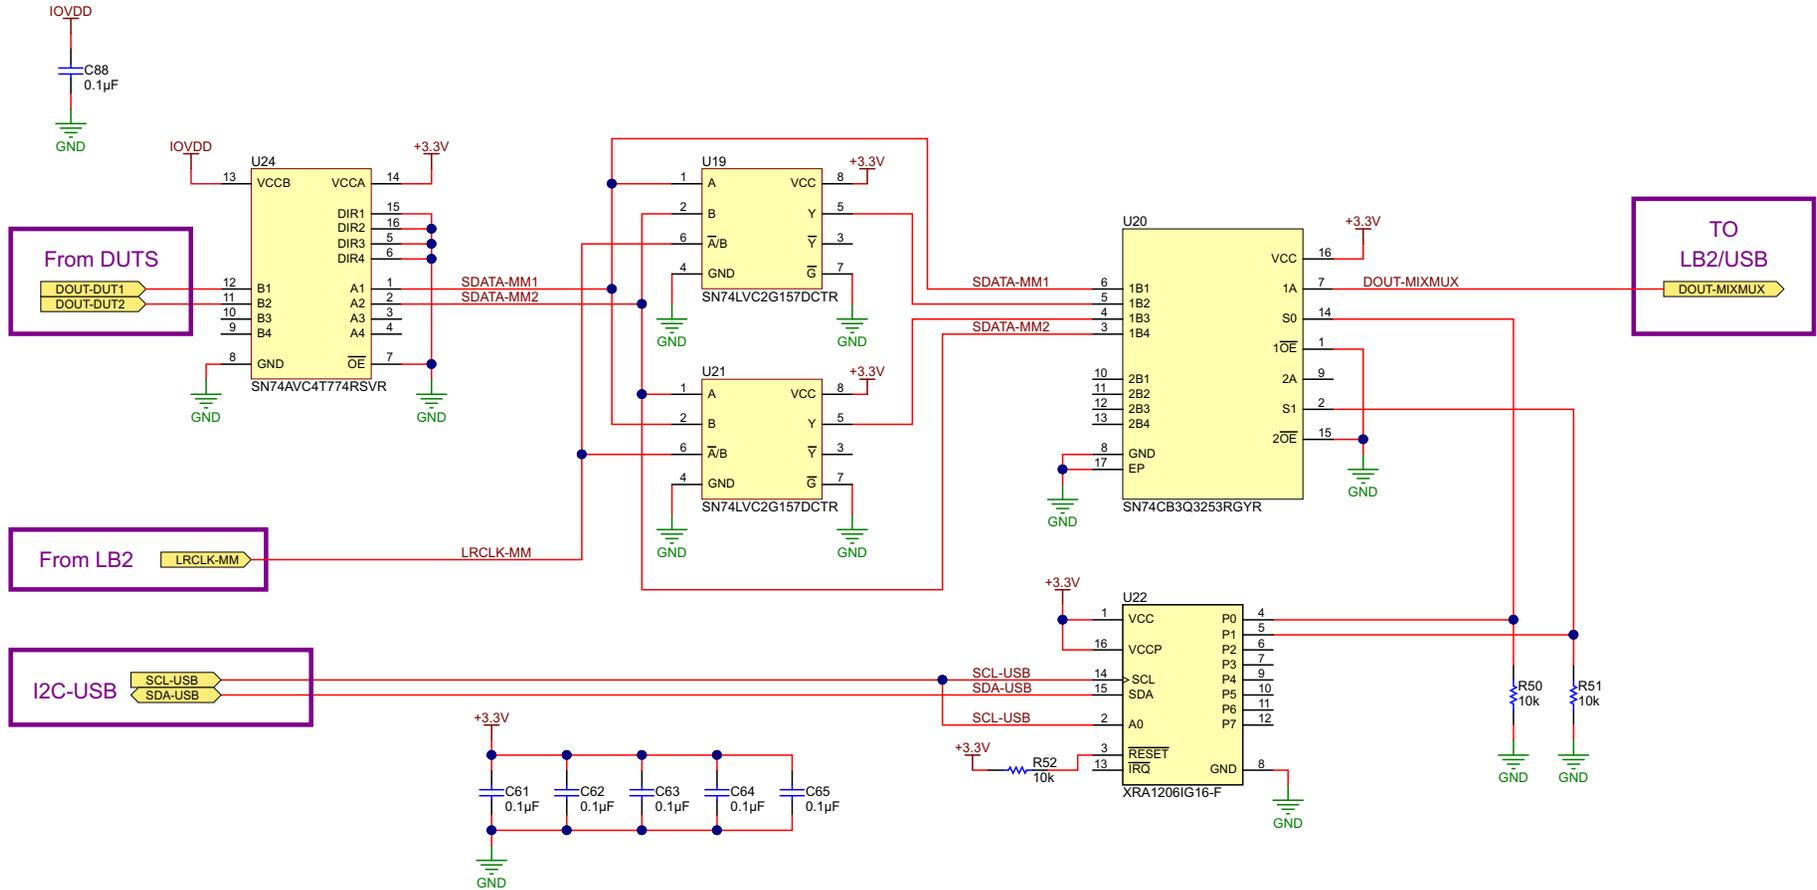 IOVDD
C88
0.1µF
GND
IOVDD
+3.3V
U24
13 VCCB VCCA 14
DIR1 15
DIR2 16
DIR3 5
DIR4 6
12 B1 A1 1
11 B2 A2 2
10 B3 A3 3
9 B4 A4 4
8 GND OE 7
SN74AVC4T774RSVR
GND
GND
From DUTS
DOUT-DUT1
DOUT-DUT2
SDATA-MM1
SDATA-MM2
U19
+3.3V
1 A VCC 8
2 B Y 5
6 A/B Y 3
4 GND G 7
SN74LVC2G157DCTR
GND
GND
U21
+3.3V
1 A VCC 8
2 B Y 5
6 A/B Y 3
4 GND G 7
SN74LVC2G157DCTR
GND
GND
SDATA-MM1
SDATA-MM2
U20
+3.3V
VCC 16
6 1B1 1A 7
5 1B2
4 1B3 S0 14
3 1B4
1OE 1
10 2B1 2A 9
11 2B2
12 2B3 S1 2
13 2B4
2OE 15
8 GND
17 EP
SN74CB3Q3253RGYR
GND
GND
DOUT-MIXMUX
TO
LB2/USB
DOUT-MIXMUX
From LB2
LRCLK-MM
LRCLK-MM
I2C-USB
SCL-USB
SDA-USB
+3.3V
U22
1 VCC P0 4
P1 5
16 VCCP P2 6
P3 7
14 SCL P4 9
15 SDA P5 10
P6 11
2 A0 P7 12
3 RESET
13 IRQ GND 8
XRA1206IG16-F
GND
SCL-USB
SDA-USB
SCL-USB
+3.3V
R52
10k
R50
10k
R51
10k
GND
GND
+3.3V
C61
0.1µF
C62
0.1µF
C63
0.1µF
C64
0.1µF
C65
0.1µF
GND